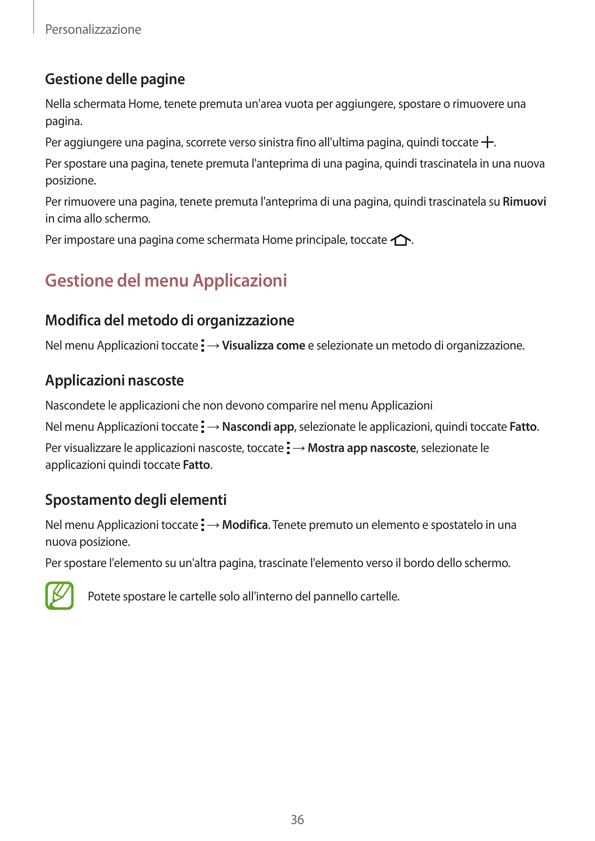 Personalizzazione
Gestione delle pagine
Nella schermata Home, tenete premuta un'area vuota per aggiungere, spostare o rimuovere una
pagina.
Per aggiungere una pagina, scorrete verso sinistra fino all'ultima pagina, quindi toccate +.
Per spostare una pagina, tenete premuta l'anteprima di una pagina, quindi trascinatela in una nuova
posizione.
Per rimuovere una pagina, tenete premuta l'anteprima di una pagina, quindi trascinatela su Rimuovi
in cima allo schermo.
Per impostare una pagina come schermata Home principale, toccate .
Gestione del menu Applicazioni
Modifica del metodo di organizzazione
Nel menu Applicazioni toccate → Visualizza come e selezionate un metodo di organizzazione.
Applicazioni nascoste
Nascondete le applicazioni che non devono comparire nel menu Applicazioni
Nel menu Applicazioni toccate → Nascondi app, selezionate le applicazioni, quindi toccate Fatto.
Per visualizzare le applicazioni nascoste, toccate → Mostra app nascoste, selezionate le
applicazioni quindi toccate Fatto.
Spostamento degli elementi
Nel menu Applicazioni toccate → Modifica. Tenete premuto un elemento e spostatelo in una
nuova posizione.
Per spostare l'elemento su un'altra pagina, trascinate l'elemento verso il bordo dello schermo.
Potete spostare le cartelle solo all'interno del pannello cartelle.
36